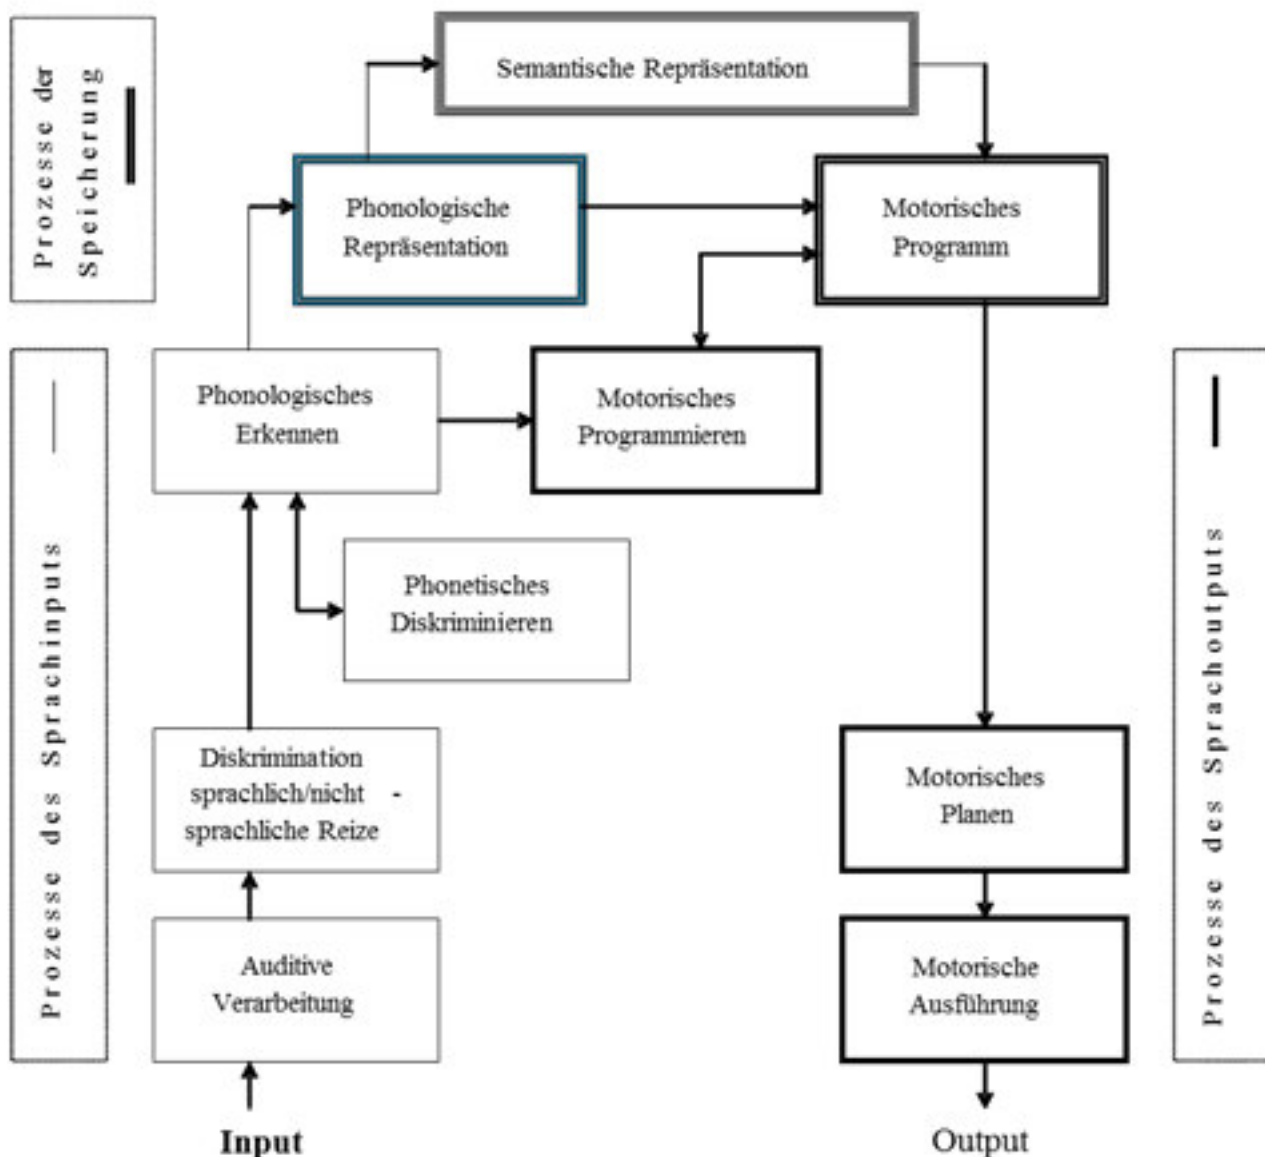 Prozesse der
Speicherung
Semantische Repräsentation
Phonologische
Repräsentation
Motorisches
Programm
Prozesse des Sprachinputs
Phonologisches
Erkennen
Motorisches
Programmieren
Phonetisches
Diskriminieren
Diskrimination
sprachlich/nicht -
sprachliche Reize
Auditive
Verarbeitung
Input
Motorisches
Planen
Motorische
Ausführung
Output
Prozesse des Sprachoutputs